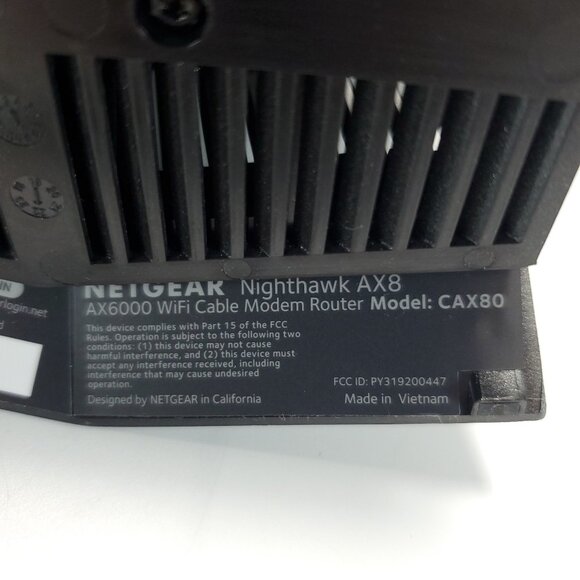 IN
rlogin.net
d
NETGEAR Nighthawk AX8
AX6000 WiFi Cable Modem Router Model: CAX80
This device complies with Part 15 of the FCC
Rules. Operation is subject to the following two
conditions: (1) this device may not cause
harmful interference, and (2) this device must
accept any interference received, including
interference that may cause undesired
operation.
FCC ID: PY319200447
Designed by NETGEAR in California
Made in Vietnam